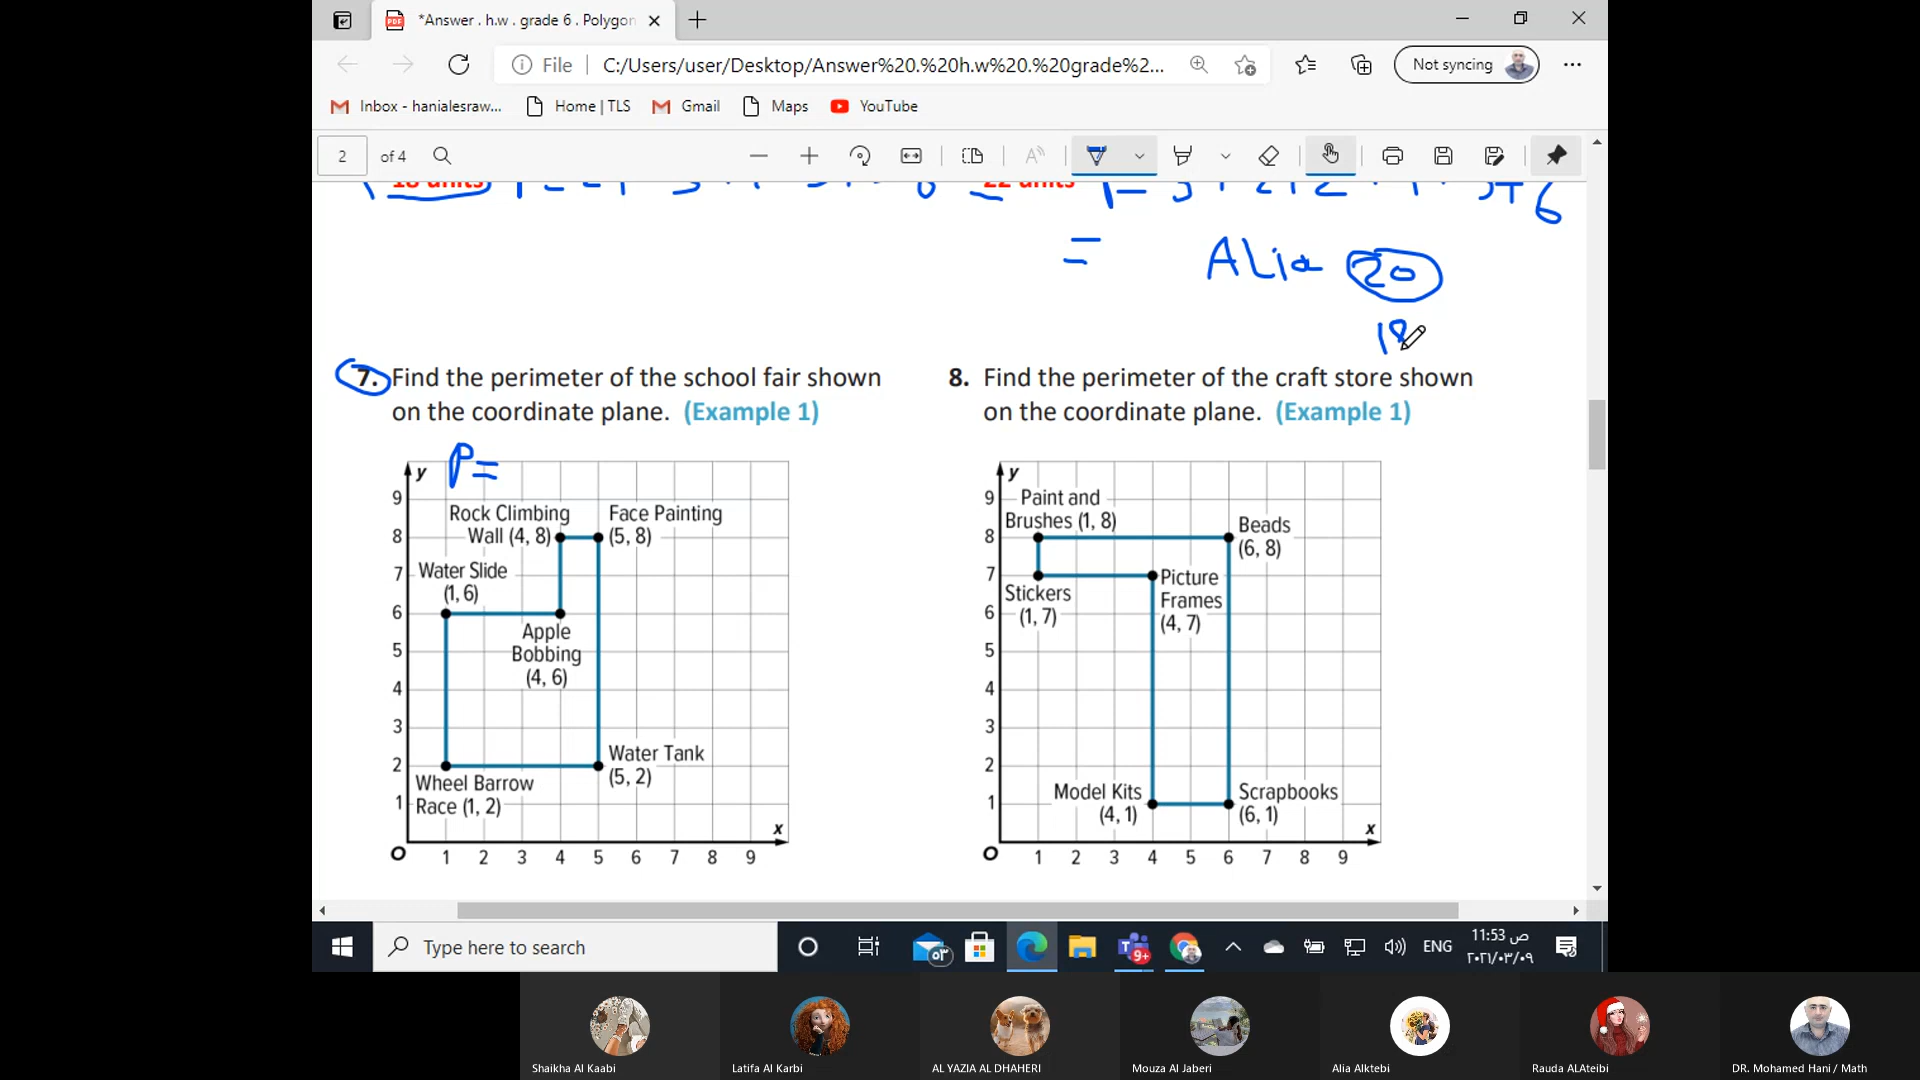 *Answer . h.w . grade 6 . Polygon
File
C:/Users/user/Desktop/Answer%20.%20h.w%20.%20grade%2...
Not syncing
Inbox - hanialesraw...
Home | TLS
Gmail
Maps
YouTube
2 of 4
18 units
22 units
6
=
ALia 20
18
7. Find the perimeter of the school fair shown
on the coordinate plane. (Example 1)
P=
y
9
8
7
6
5
4
3
2
1
O
1 2 3 4 5 6 7 8 9
x
Rock Climbing
Wall (4, 8)
Face Painting
(5, 8)
Water Slide
(1, 6)
Apple
Bobbing
(4, 6)
Water Tank
(5, 2)
Wheel Barrow
Race (1, 2)
8. Find the perimeter of the craft store shown
on the coordinate plane. (Example 1)
y
9
8
7
6
5
4
3
2
1
O
1 2 3 4 5 6 7 8 9
x
Paint and
Brushes (1, 8)
Beads
(6, 8)
Stickers
(1, 7)
Picture
Frames
(4, 7)
Model Kits
(4, 1)
Scrapbooks
(6, 1)
Type here to search
٥٣
9+
ENG
11:53 ص
٢٠٢١/٠٣/٠٩
Shaikha Al Kaabi
Latifa Al Karbi
AL YAZIA AL DHAHERI
Mouza Al Jaberi
Alia Alktebi
Rauda ALAteibi
DR. Mohamed Hani / Math